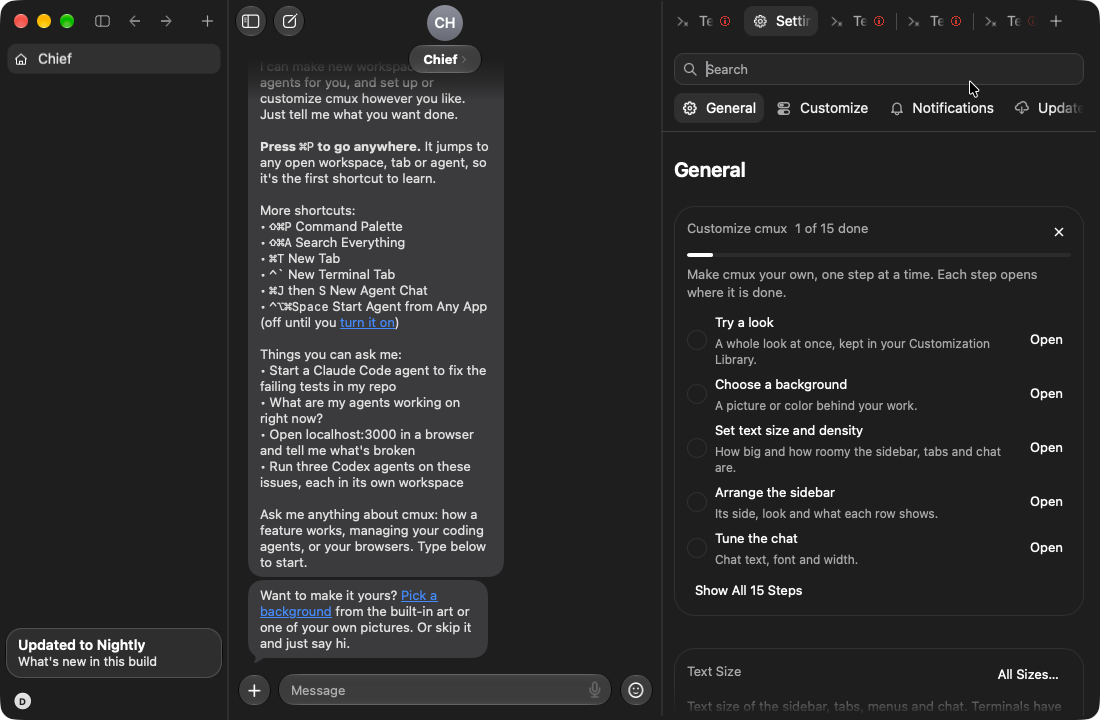 Chief
Updated to Nightly
What's new in this build
D
CH
Chief
I can make new workspac
agents for you, and set up or
customize cmux however you like.
Just tell me what you want done.
Press ⌘P to go anywhere. It jumps to
any open workspace, tab or agent, so
it's the first shortcut to learn.
More shortcuts:
• ⇧⌘P Command Palette
• ⇧⌘A Search Everything
• ⌘T New Tab
• ^` New Terminal Tab
• ⌘J then S New Agent Chat
• ^⌥⌘Space Start Agent from Any App
(off until you turn it on)
Things you can ask me:
• Start a Claude Code agent to fix the
failing tests in my repo
• What are my agents working on
right now?
• Open localhost:3000 in a browser
and tell me what's broken
• Run three Codex agents on these
issues, each in its own workspace
Ask me anything about cmux: how a
feature works, managing your coding
agents, or your browsers. Type below
to start.
Want to make it yours? Pick a
background from the built-in art or
one of your own pictures. Or skip it
and just say hi.
Message
Te Settin Te Te Te
Search
General Customize Notifications Update
General
Customize cmux 1 of 15 done
Make cmux your own, one step at a time. Each step opens
where it is done.
Try a look
A whole look at once, kept in your Customization
Library.
Open
Choose a background
A picture or color behind your work.
Open
Set text size and density
How big and how roomy the sidebar, tabs and chat
are.
Open
Arrange the sidebar
Its side, look and what each row shows.
Open
Tune the chat
Chat text, font and width.
Open
Show All 15 Steps
Text Size
All Sizes...
Text size of the sidebar, tabs, menus and chat. Terminals have